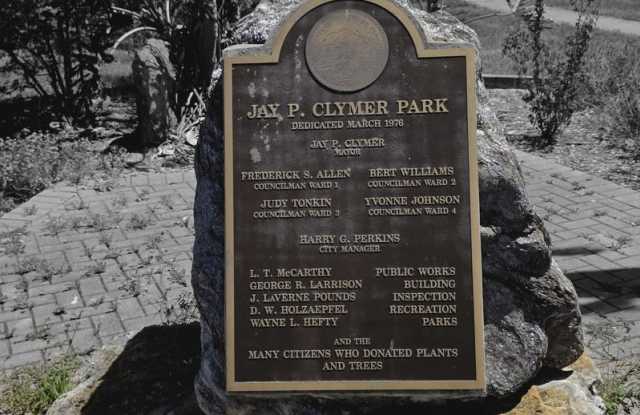 JAY P. CLYMER PARK
DEDICATED MARCH 1976
JAY P. CLYMER
MAYOR
FREDERICK S. ALLEN BERT WILLIAMS
COUNCILMAN WARD 1 COUNCILMAN WARD 2
JUDY TONKIN YVONNE JOHNSON
COUNCILMAN WARD 3 COUNCILMAN WARD 4
HARRY G. PERKINS
CITY MANAGER
L. T. McCARTHY PUBLIC WORKS
GEORGE R. LARRISON BUILDING
J. LAVERNE POUNDS INSPECTION
D. W. HOLZAEPFEL RECREATION
WAYNE L. HEFTY PARKS
AND THE
MANY CITIZENS WHO DONATED PLANTS
AND TREES